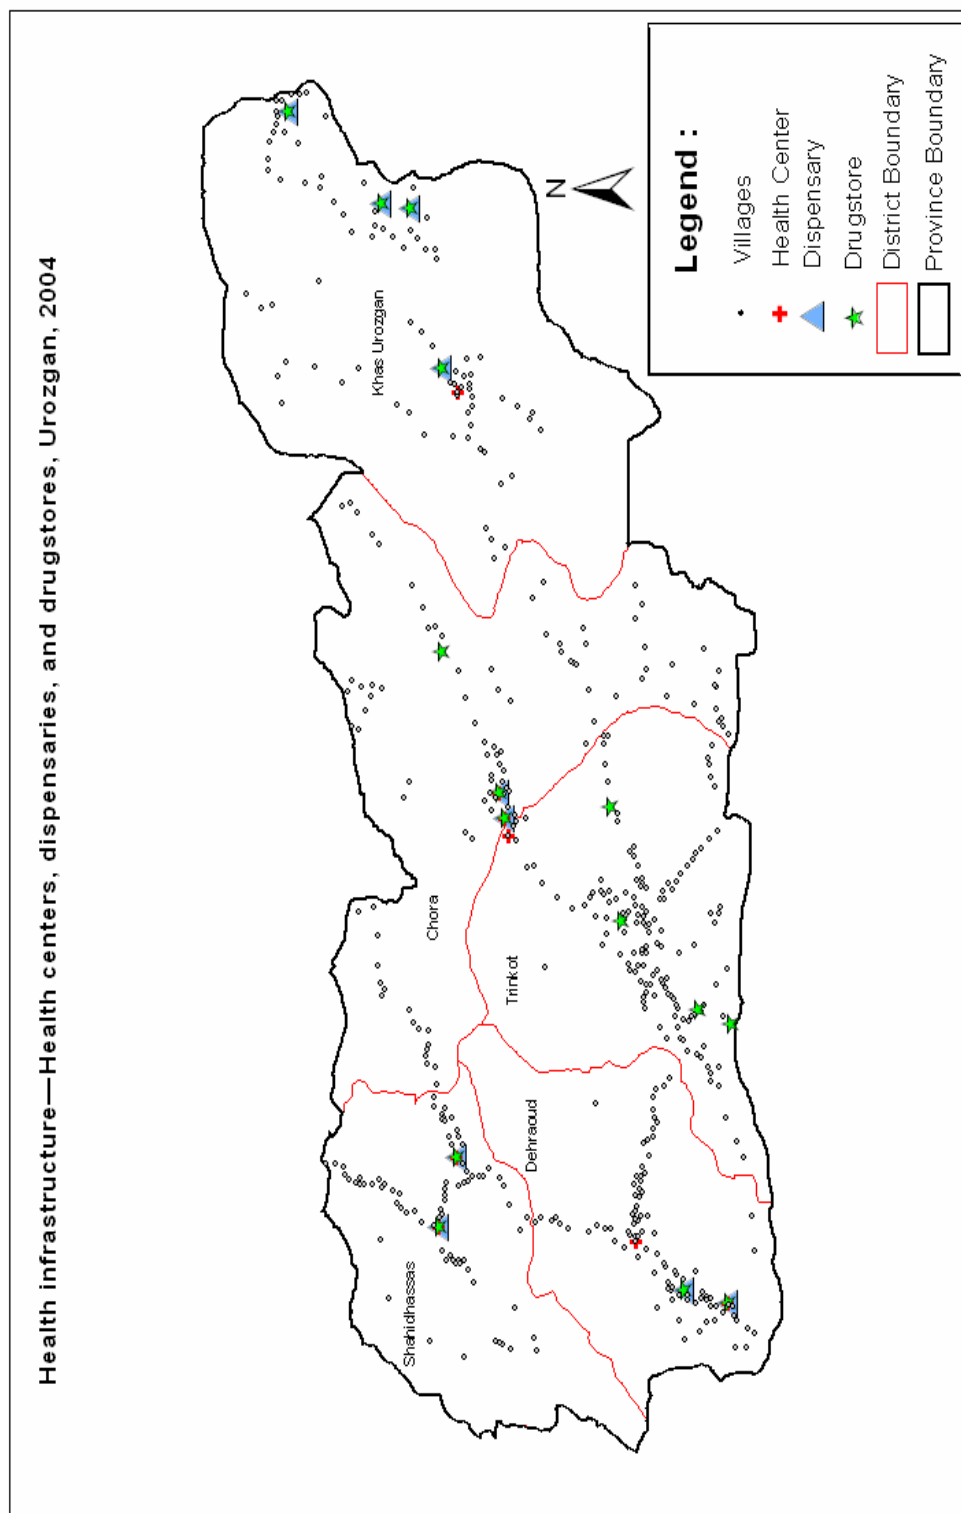 Health infrastructure—Health centers, dispensaries, and drugstores, Urozgan, 2004
Khas Urozgan
Chora
Trinkot
Dehraoud
Shahidhassas
N
Legend :
Villages
Health Center
Dispensary
Drugstore
District Boundary
Province Boundary